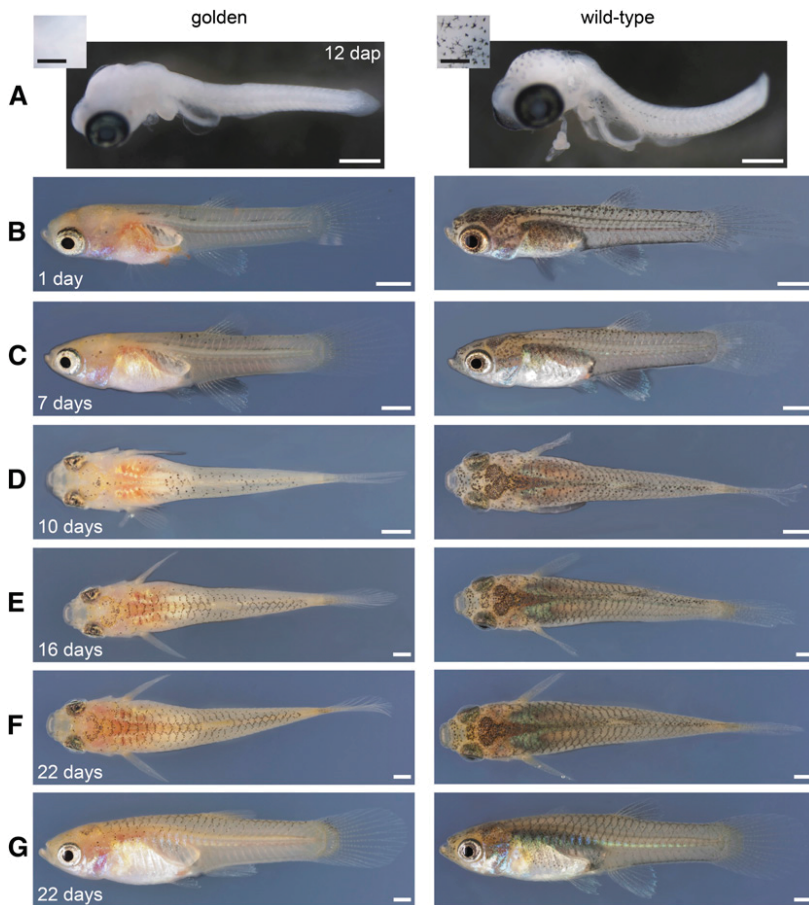 golden wild-type
A 12 dap
B 1 day
C 7 days
D 10 days
E 16 days
F 22 days
G 22 days